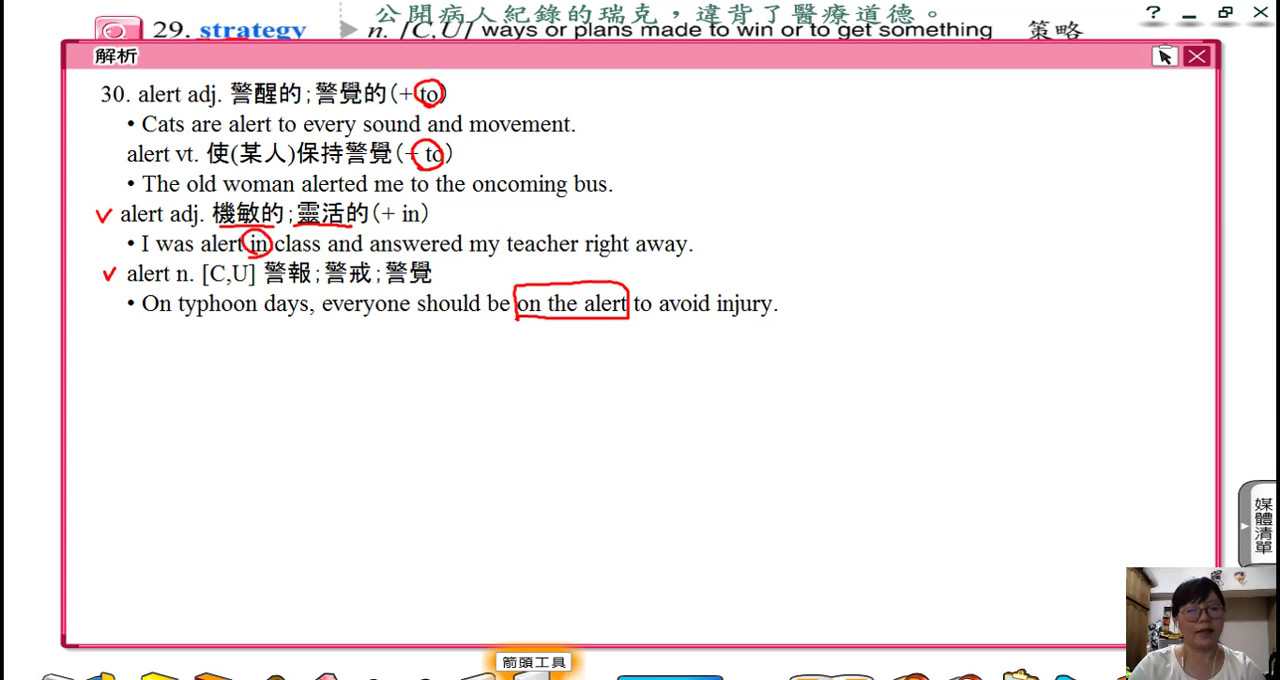 公開病人紀錄的瑞克，違背了醫療道德。
29. strategy ▶ n. [C,U] ways or plans made to win or to get something 策略
解析
30. alert adj. 警醒的；警覺的(+ to)
• Cats are alert to every sound and movement.
alert vt. 使(某人)保持警覺(+ to)
• The old woman alerted me to the oncoming bus.
alert adj. 機敏的；靈活的(+ in)
• I was alert in class and answered my teacher right away.
alert n. [C,U] 警報；警戒；警覺
• On typhoon days, everyone should be on the alert to avoid injury.
媒體清單
箭頭工具